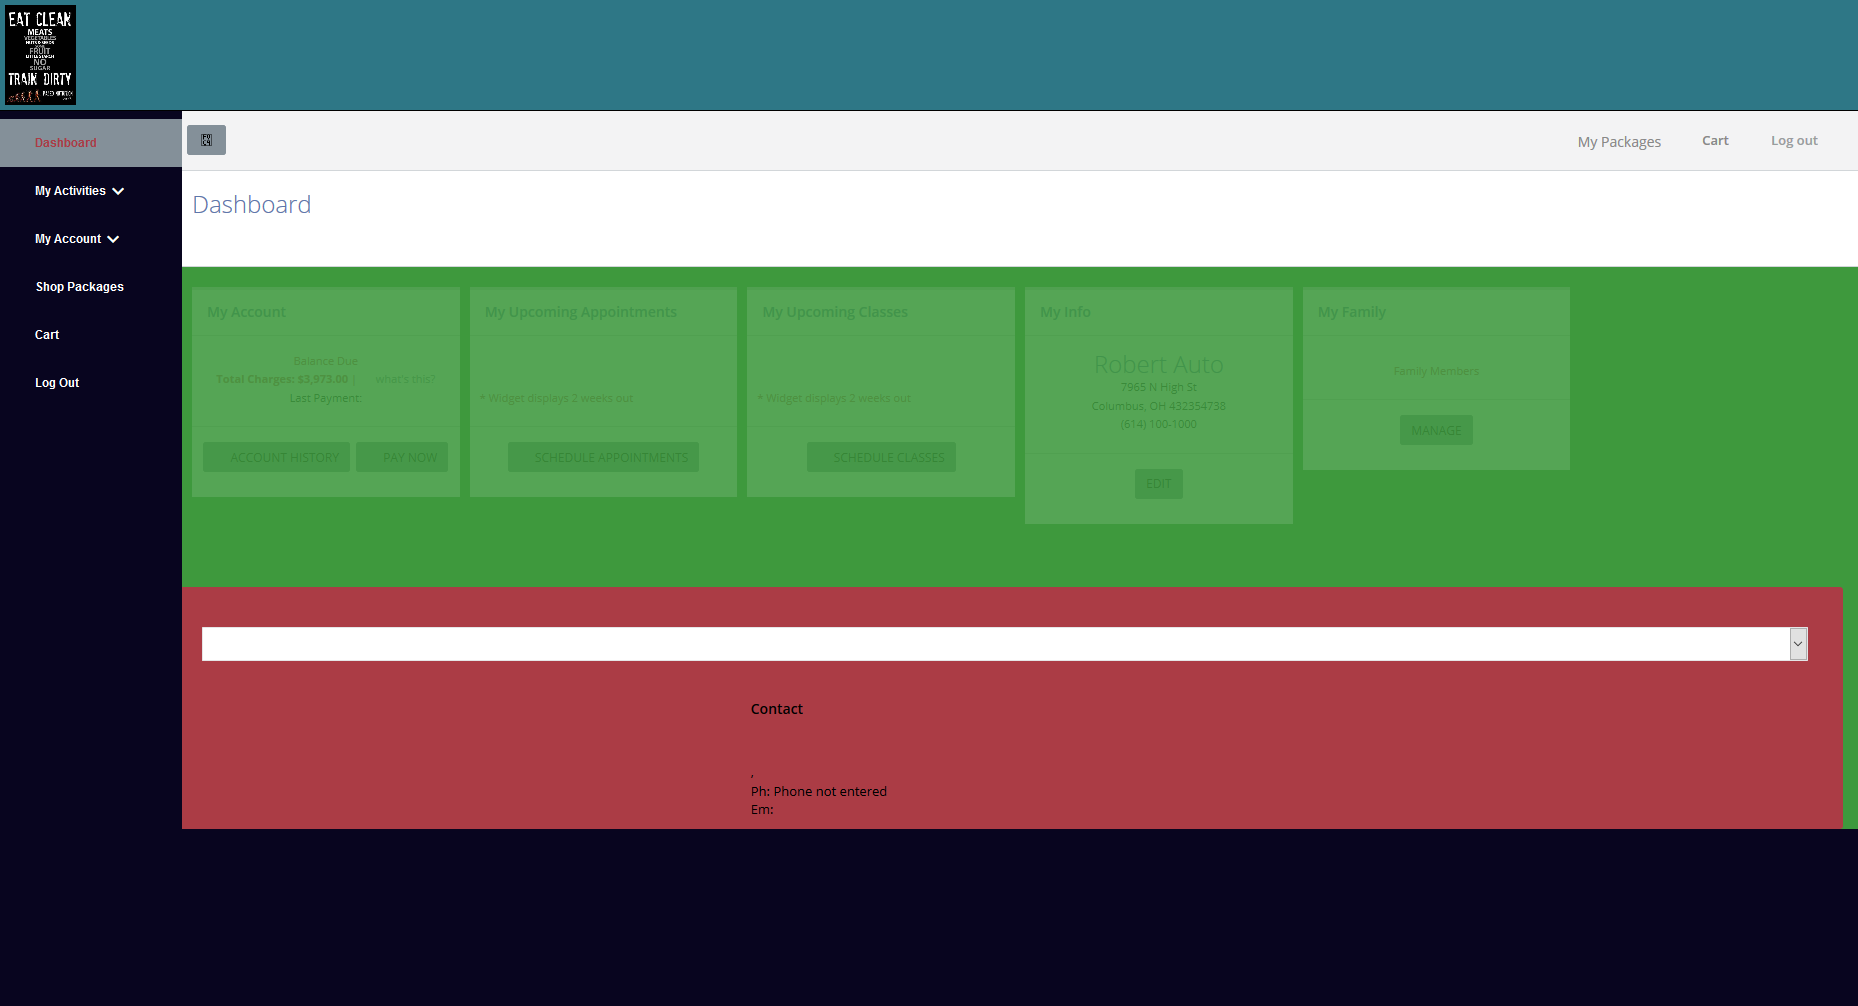 EAT CLEAN
MEATS
VEGETABLES
FRUIT
LITTLE STARCH
NO
SUGAR
TRAIN DIRTY
Dashboard
My Activities
My Account
Shop Packages
Cart
Log Out
My Packages
Cart
Log out
Dashboard
My Account
Balance Due
Total Charges: $3,973.00 | what's this?
Last Payment:
ACCOUNT HISTORY
PAY NOW
My Upcoming Appointments
* Widget displays 2 weeks out
SCHEDULE APPOINTMENTS
My Upcoming Classes
* Widget displays 2 weeks out
SCHEDULE CLASSES
My Info
Robert Auto
7965 N High St
Columbus, OH 432354738
(614) 100-1000
EDIT
My Family
Family Members
MANAGE
Contact
,
Ph: Phone not entered
Em: